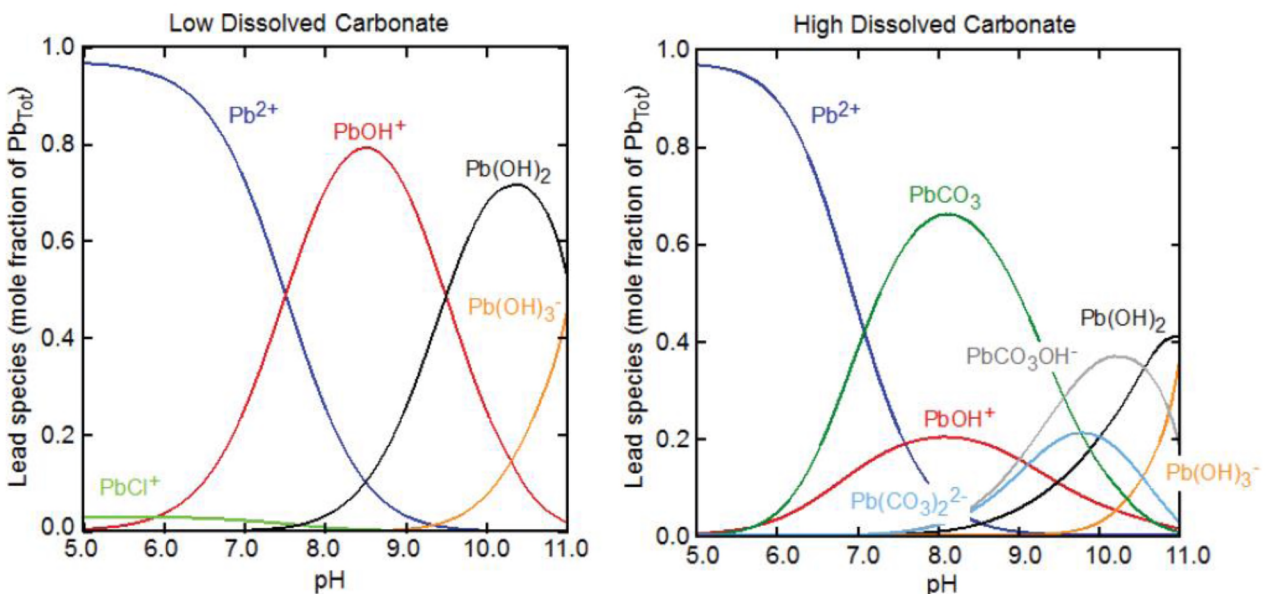 Low Dissolved Carbonate
Lead species (mole fraction of Pb_Tot)
1.0
0.8
0.6
0.4
0.2
0.0
Pb²⁺
PbOH⁺
Pb(OH)₂
Pb(OH)₃⁻
PbCl⁺
5.0 6.0 7.0 8.0 9.0 10.0 11.0
pH
High Dissolved Carbonate
Lead species (mole fraction of Pb_Tot)
1.0
0.8
0.6
0.4
0.2
0.0
Pb²⁺
PbCO₃
Pb(OH)₂
PbCO₃OH⁻
PbOH⁺
Pb(OH)₃⁻
Pb(CO₃)₂²⁻
5.0 6.0 7.0 8.0 9.0 10.0 11.0
pH